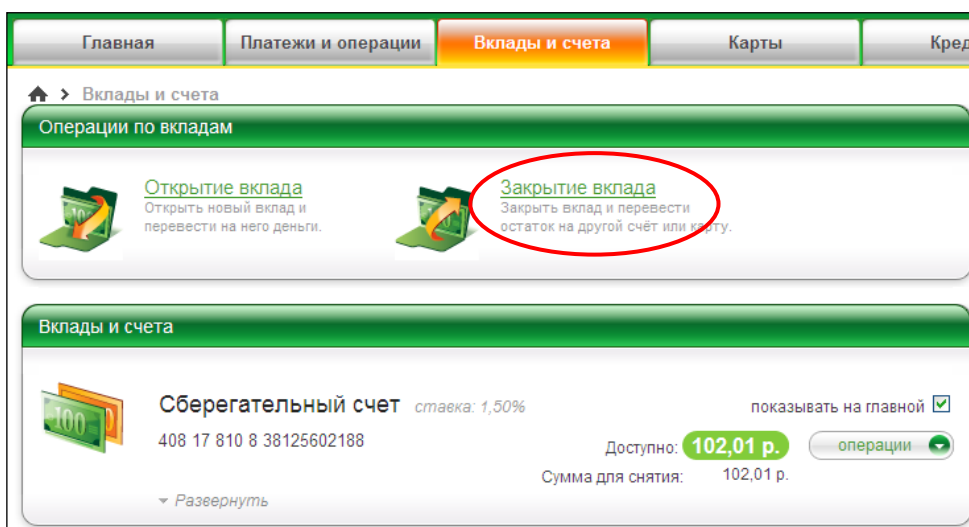 Главная Платежи и операции Вклады и счета Карты Кред
Вклады и счета
Операции по вкладам
Открытие вклада
Открыть новый вклад и
перевести на него деньги.
Закрытие вклада
Закрыть вклад и перевести
остаток на другой счёт или карту.
Вклады и счета
Сберегательный счет ставка: 1,50% показывать на главной
408 17 810 8 38125602188
Доступно: 102,01 р. операции
Сумма для снятия: 102,01 р.
Развернуть